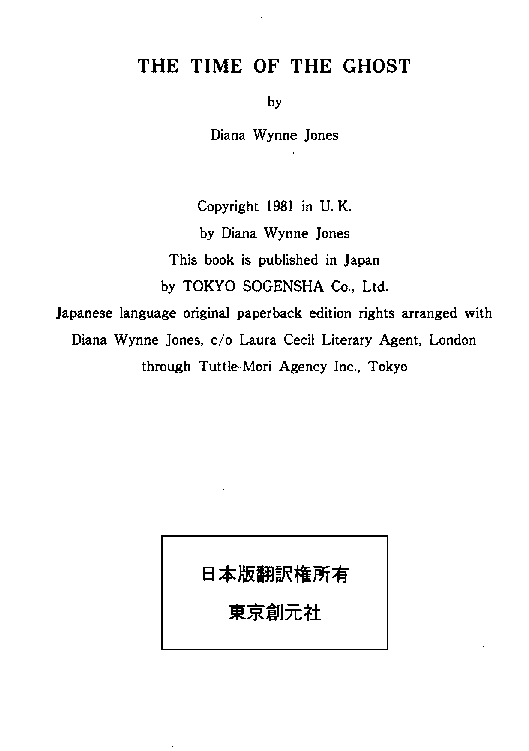 THE TIME OF THE GHOST
by
Diana Wynne Jones
Copyright 1981 in U. K.
by Diana Wynne Jones
This book is published in Japan
by TOKYO SOGENSHA Co., Ltd.
Japanese language original paperback edition rights arranged with
Diana Wynne Jones, c/o Laura Cecil Literary Agent, London
through Tuttle-Mori Agency Inc., Tokyo
日本版翻訳権所有
東京創元社